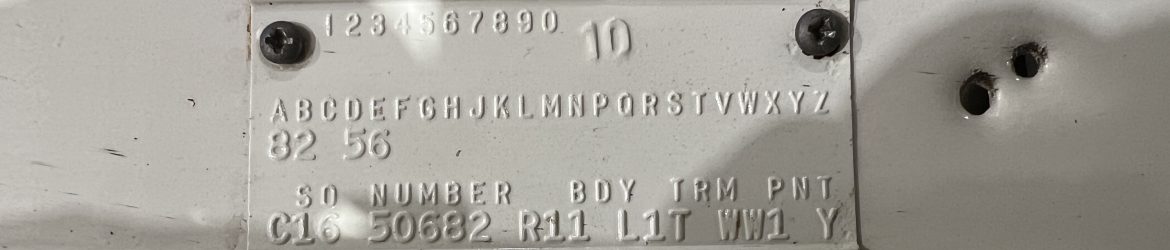 1234567890
10
ABCDEFGHJKLMNPQRSTVWXYZ
82 56
SO NUMBER BDY TRM PNT
C16 50682 R11 L1T WW1 Y